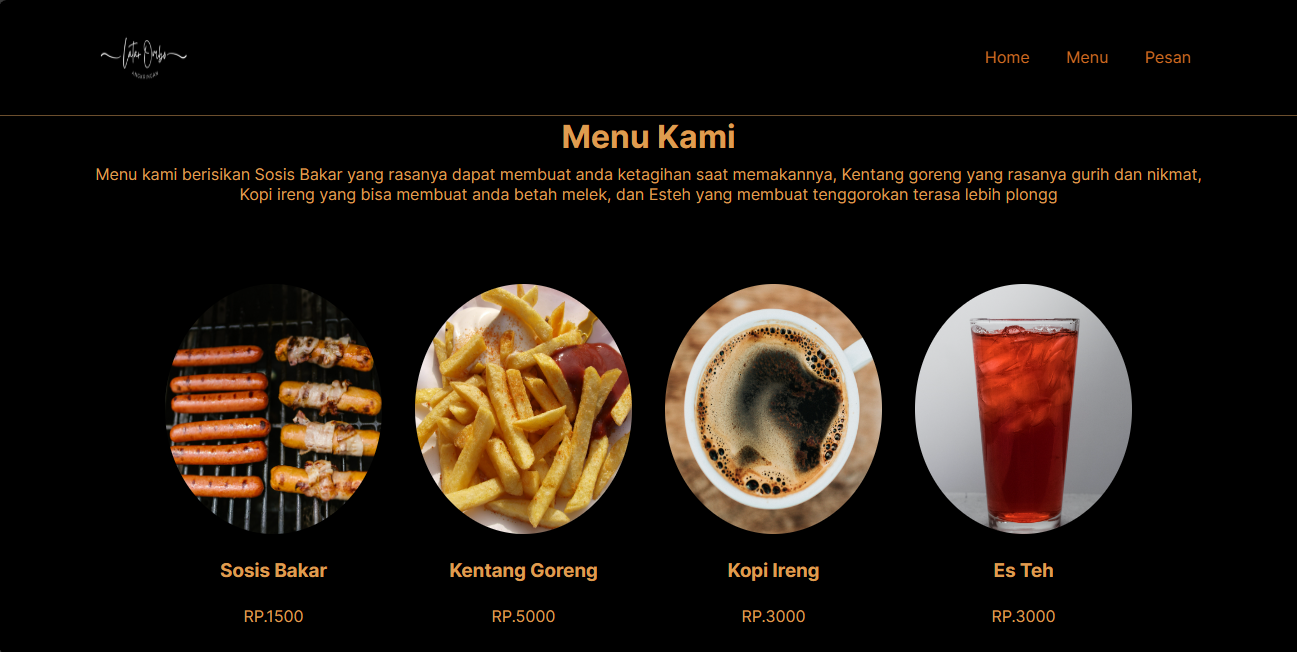 Latar Ombo
ANGKRINGAN
Home Menu Pesan
Menu Kami
Menu kami berisikan Sosis Bakar yang rasanya dapat membuat anda ketagihan saat memakannya, Kentang goreng yang rasanya gurih dan nikmat,
Kopi ireng yang bisa membuat anda betah melek, dan Esteh yang membuat tenggorokan terasa lebih plongg
Sosis Bakar Kentang Goreng Kopi Ireng Es Teh
RP.1500 RP.5000 RP.3000 RP.3000